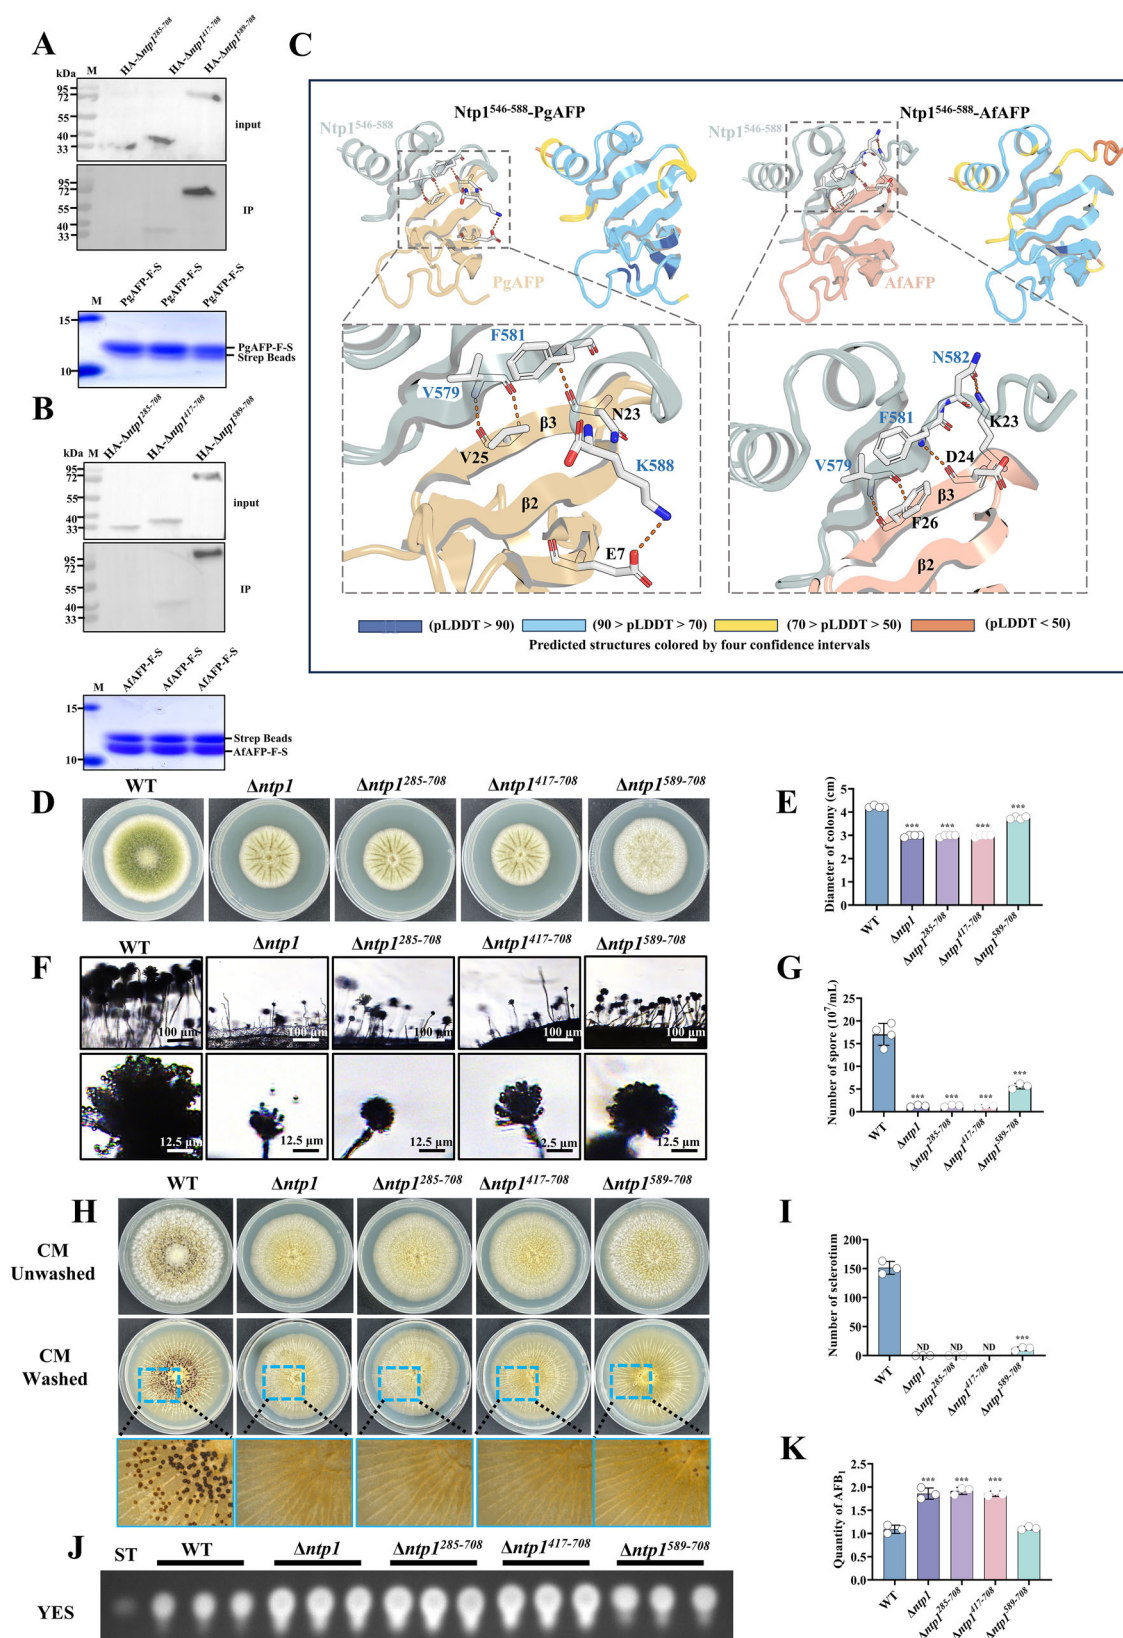 A
HA-Δntp1285-708
HA-Δntp1417-708
HA-Δntp1589-708
kDa
M
95
72
55
40
33
input
95
72
55
40
33
IP
M
PgAFP-F-S
PgAFP-F-S
PgAFP-F-S
15
10
PgAFP-F-S
Strep Beads
B
HA-Δntp1285-708
HA-Δntp1417-708
HA-Δntp1589-708
kDa
M
95
72
55
40
33
input
95
72
55
40
33
IP
M
AfAFP-F-S
AfAFP-F-S
AfAFP-F-S
15
10
Strep Beads
AfAFP-F-S
C
Ntp1546-588-PgAFP
Ntp1546-588
PgAFP
Ntp1546-588-AfAFP
Ntp1546-588
AfAFP
F581
V579
β3
N23
V25
K588
β2
E7
N582
F581
K23
V579
D24
β3
F26
β2
(pLDDT > 90)
(90 > pLDDT > 70)
(70 > pLDDT > 50)
(pLDDT < 50)
Predicted structures colored by four confidence intervals
D
WT
Δntp1
Δntp1285-708
Δntp1417-708
Δntp1589-708
E
Diameter of colony (cm)
5
4
3
2
1
0
***
***
***
***
WT
Δntp1
Δntp1285-708
Δntp1417-708
Δntp1589-708
F
WT
Δntp1
Δntp1285-708
Δntp1417-708
Δntp1589-708
100 µm
100 µm
100 µm
100 µm
100 µm
12.5 µm
12.5 µm
12.5 µm
12.5 µm
12.5 µm
G
Number of spore (107/mL)
25
20
15
10
5
0
***
***
***
***
WT
Δntp1
Δntp1285-708
Δntp1417-708
Δntp1589-708
H
WT
Δntp1
Δntp1285-708
Δntp1417-708
Δntp1589-708
CM
Unwashed
CM
Washed
I
Number of sclerotium
200
150
100
50
0
ND
ND
ND
***
WT
Δntp1
Δntp1285-708
Δntp1417-708
Δntp1589-708
J
ST
WT
Δntp1
Δntp1285-708
Δntp1417-708
Δntp1589-708
YES
K
Quantity of AFB1
2.5
2.0
1.5
1.0
0.5
0.0
***
***
***
WT
Δntp1
Δntp1285-708
Δntp1417-708
Δntp1589-708